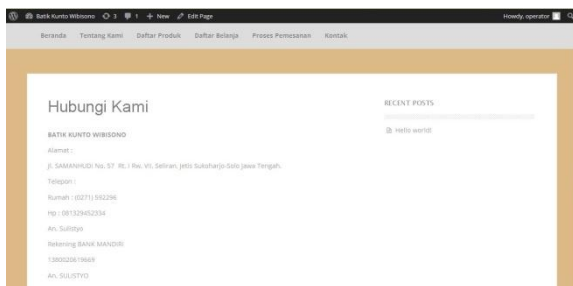 Batik Kunto Wibisono 3 1 + New Edit Page Howdy, operator
Beranda Tentang Kami Daftar Produk Daftar Belanja Proses Pemesanan Kontak
Hubungi Kami
BATIK KUNTO WIBISONO
Alamat :
Jl. SAMANHUDI No. 57 Rt. I Rw. VII. Seliran, Jetis Sukoharjo-Solo Jawa Tengah.
Telepon :
Rumah : (0271) 592296
Hp : 081329452334
An. Sulistyo
Rekening BANK MANDIRI
1380020619669
An. SULISTYO
RECENT POSTS
Hello world!